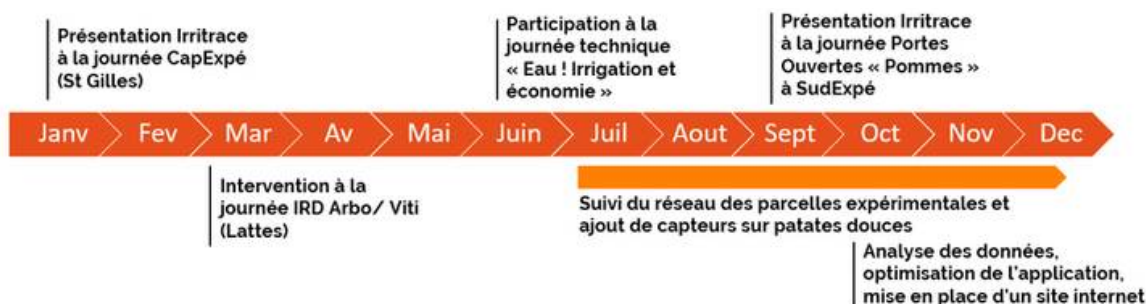 Présentation Irritrace
à la journée CapExpé
(St Gilles)
Participation à la
journée technique
« Eau ! Irrigation et
économie »
Présentation Irritrace
à la journée Portes
Ouvertes « Pommes »
à SudExpé
Janv Fev Mar Av Mai Juin Juil Aout Sept Oct Nov Dec
Intervention à la
journée IRD Arbo/ Viti
(Lattes)
Suivi du réseau des parcelles expérimentales et
ajout de capteurs sur patates douces
Analyse des données,
optimisation de l'application,
mise en place d'un site internet